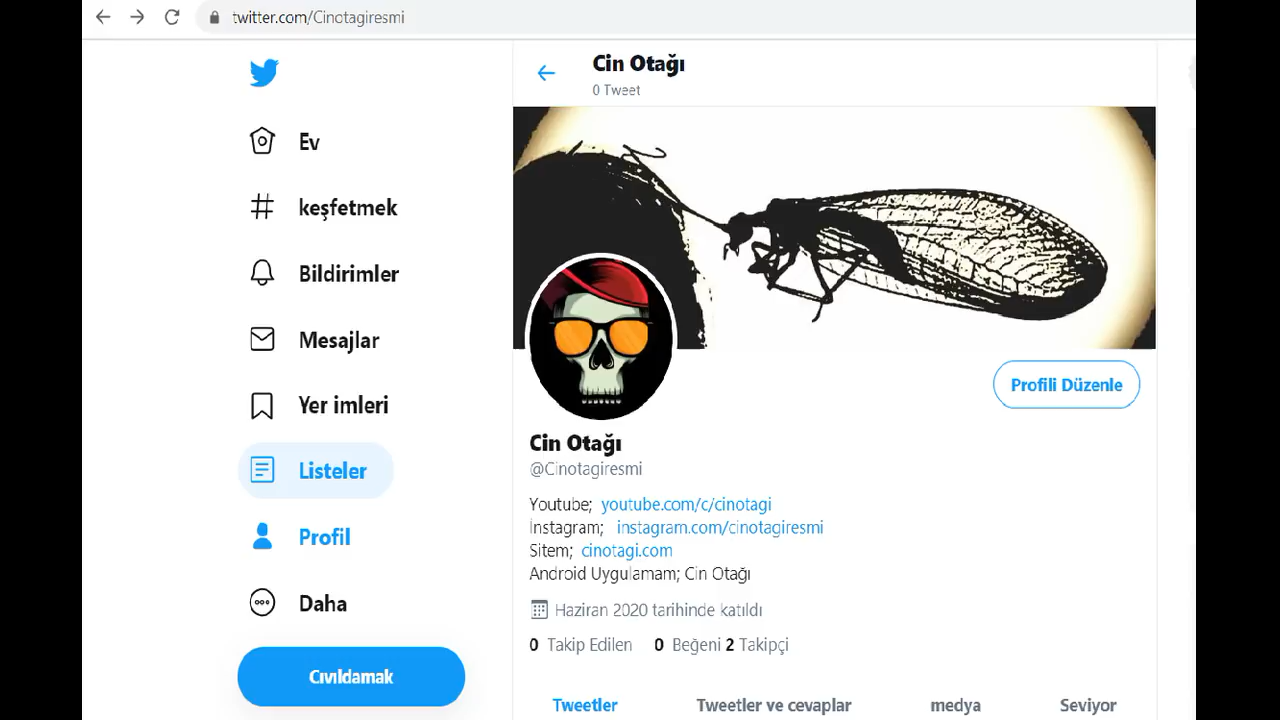 twitter.com/Cinotagiresmi
Cin Otağı
0 Tweet
Ev
keşfetmek
Bildirimler
Mesajlar
Yer imleri
Listeler
Profil
Daha
Cıvıldamak
Profili Düzenle
Cin Otağı
@Cinotagiresmi
Youtube; youtube.com/c/cinotagi
İnstagram; instagram.com/cinotagiresmi
Sitem; cinotagi.com
Android Uygulamam; Cin Otağı
Haziran 2020 tarihinde katıldı
0 Takip Edilen 0 Beğeni 2 Takipçi
Tweetler Tweetler ve cevaplar medya Seviyor